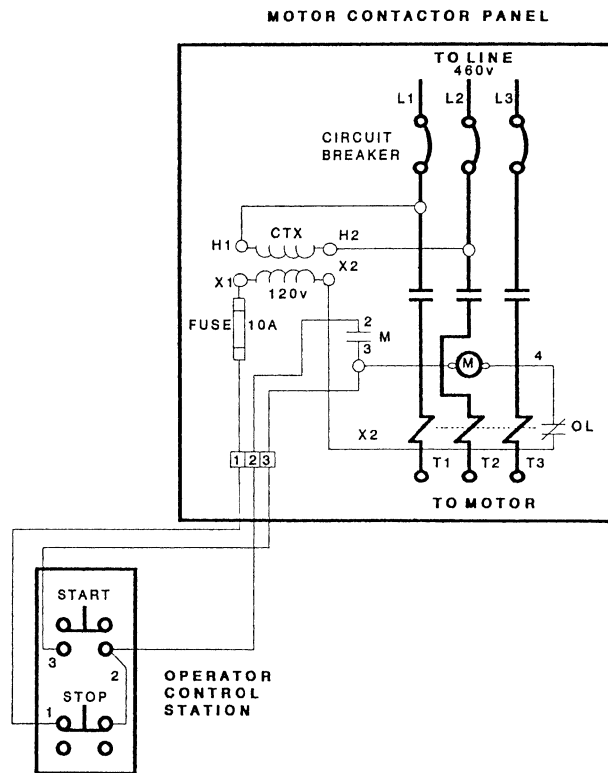 MOTOR CONTACTOR PANEL
TO LINE
460v
L1 L2 L3
CIRCUIT
BREAKER
H1 CTX H2
X1 X2
120v
FUSE 10A
2
M
3
M
4
X2
OL
1 2 3
T1 T2 T3
TO MOTOR
START
3
2
STOP
1
OPERATOR
CONTROL
STATION